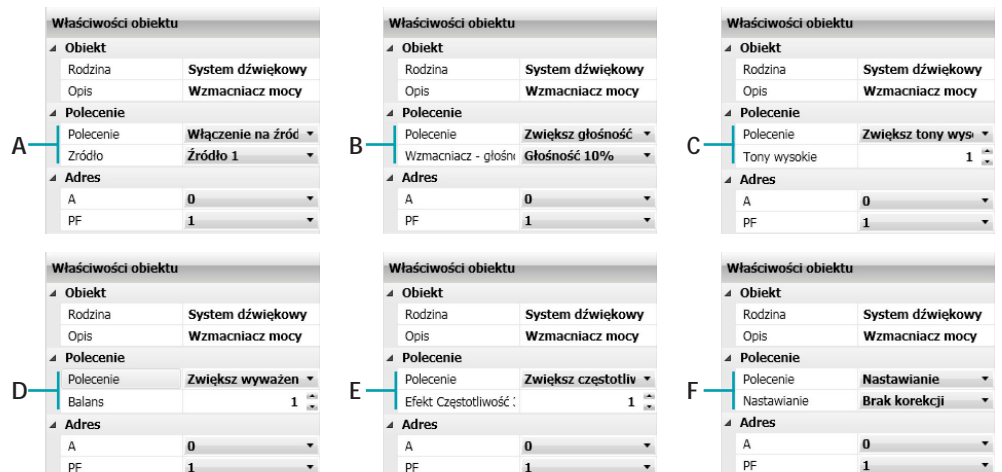 Właściwości obiektu
Obiekt
Rodzina System dźwiękowy
Opis Wzmacniacz mocy
Polecenie
A
Polecenie Włączenie na źród
Zródło Źródło 1
Adres
A 0
PF 1
Właściwości obiektu
Obiekt
Rodzina System dźwiękowy
Opis Wzmacniacz mocy
Polecenie
B
Polecenie Zwiększ głośność
Wzmacniacz - głośn Głośność 10%
Adres
A 0
PF 1
Właściwości obiektu
Obiekt
Rodzina System dźwiękowy
Opis Wzmacniacz mocy
Polecenie
C
Polecenie Zwiększ tony wys
Tony wysokie 1
Adres
A 0
PF 1
Właściwości obiektu
Obiekt
Rodzina System dźwiękowy
Opis Wzmacniacz mocy
Polecenie
D
Polecenie Zwiększ wyważen
Balans 1
Adres
A 0
PF 1
Właściwości obiektu
Obiekt
Rodzina System dźwiękowy
Opis Wzmacniacz mocy
Polecenie
E
Polecenie Zwiększ częstotliw
Efekt Częstotliwość 1
Adres
A 0
PF 1
Właściwości obiektu
Obiekt
Rodzina System dźwiękowy
Opis Wzmacniacz mocy
Polecenie
F
Polecenie Nastawianie
Nastawianie Brak korekcji
Adres
A 0
PF 1